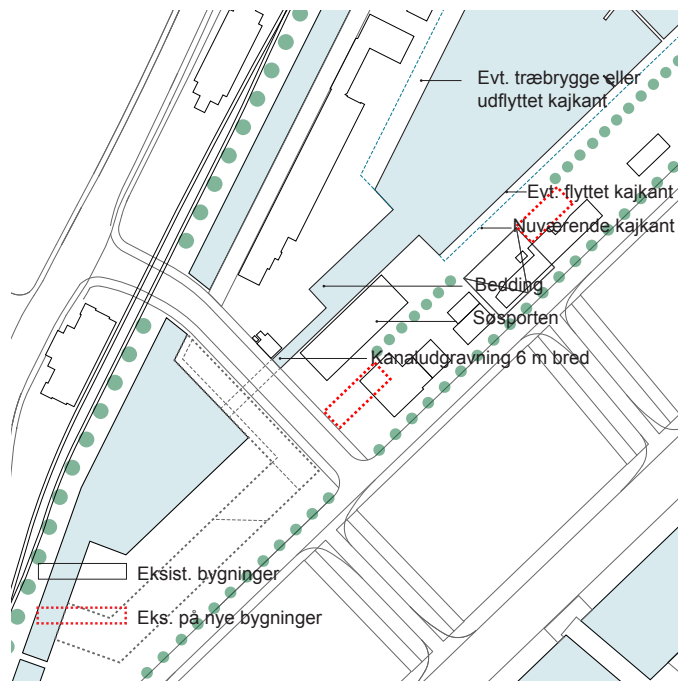 Evt. træbrygge eller
udflyttet kajkant
Evt. flyttet kajkant
Nuværende kajkant
Bedding
Søsporten
Kanaludgravning 6 m bred
Eksist. bygninger
Eks. på nye bygninger